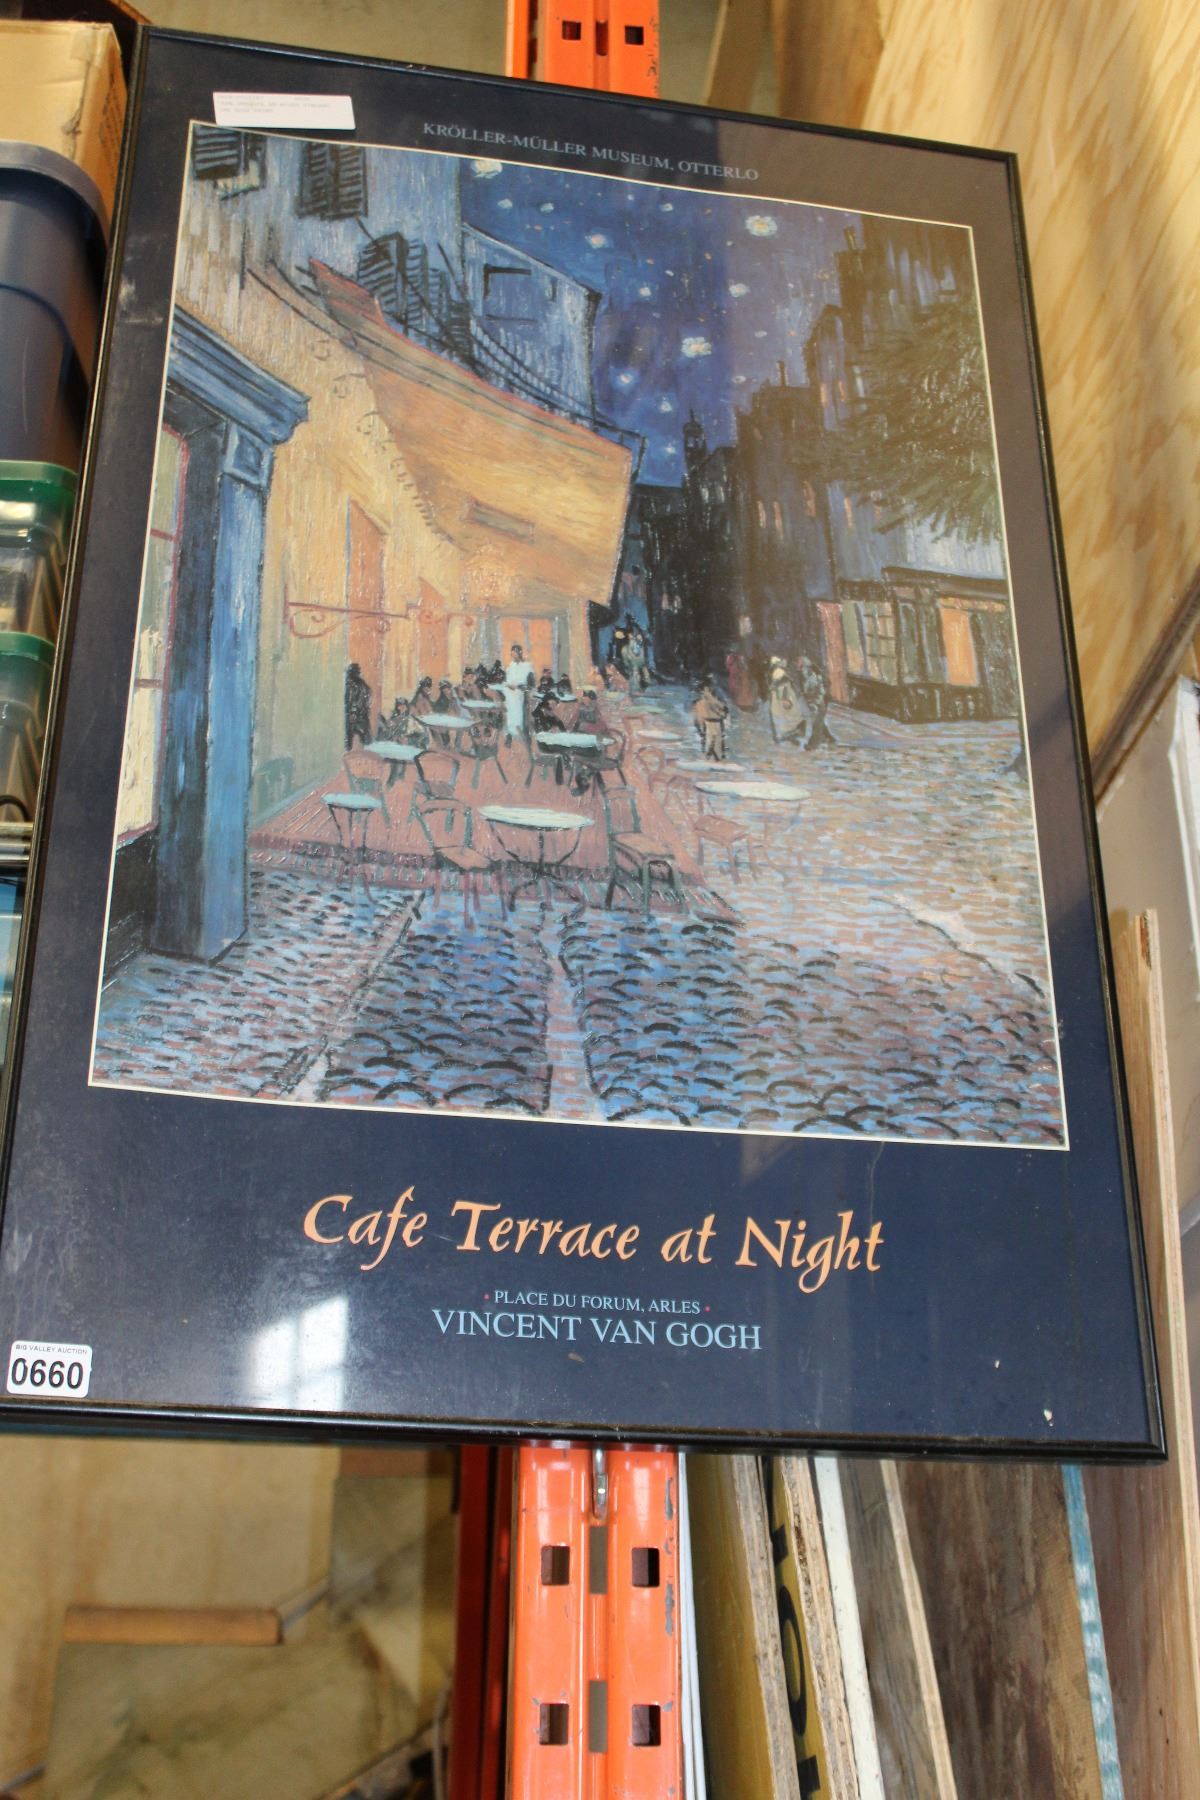 KRÖLLER-MÜLLER MUSEUM, OTTERLO
Cafe Terrace at Night
• PLACE DU FORUM, ARLES •
VINCENT VAN GOGH
BIG VALLEY AUCTION
0660